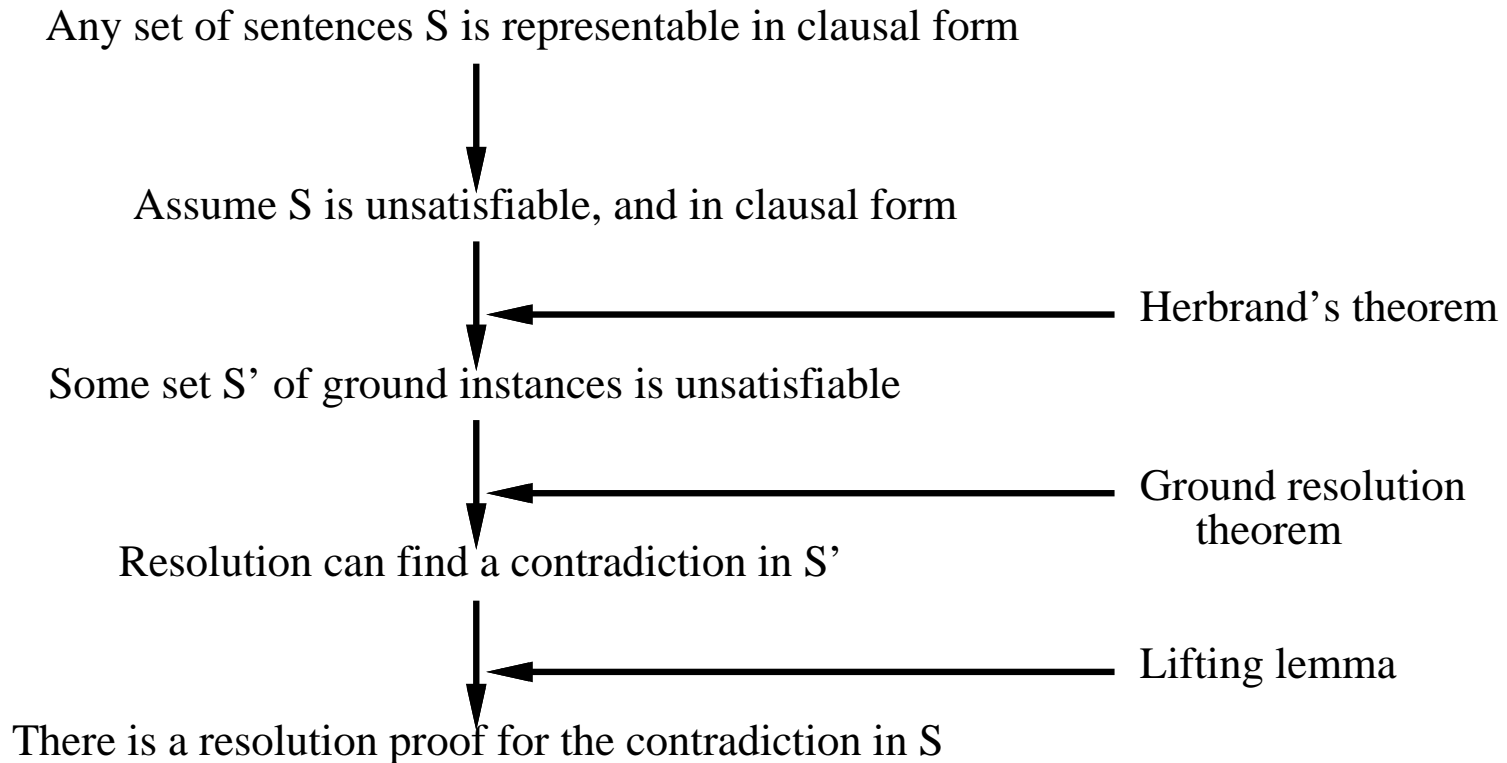 Any set of sentences S is representable in clausal form
Assume S is unsatisfiable, and in clausal form
Herbrand’s theorem
Some set S’ of ground instances is unsatisfiable
Ground resolution
theorem
Resolution can find a contradiction in S’
Lifting lemma
There is a resolution proof for the contradiction in S